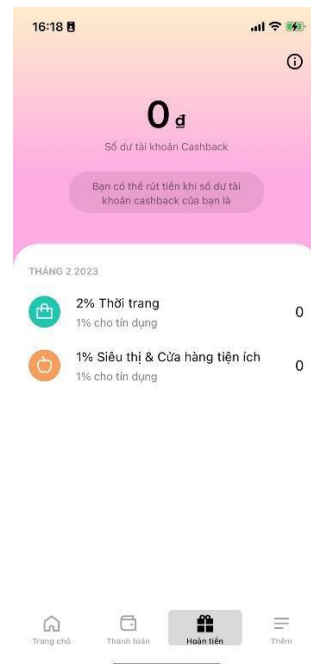 16:18
0 đ
Số dư tài khoản Cashback
Bạn có thể rút tiền khi số dư tài
khoản cashback của bạn là
THÁNG 2 2023
2% Thời trang
0
1% cho tín dụng
1% Siêu thị & Cửa hàng tiện ích
0
1% cho tín dụng
Trang chủ
Thanh toán
Hoàn tiền
Thêm